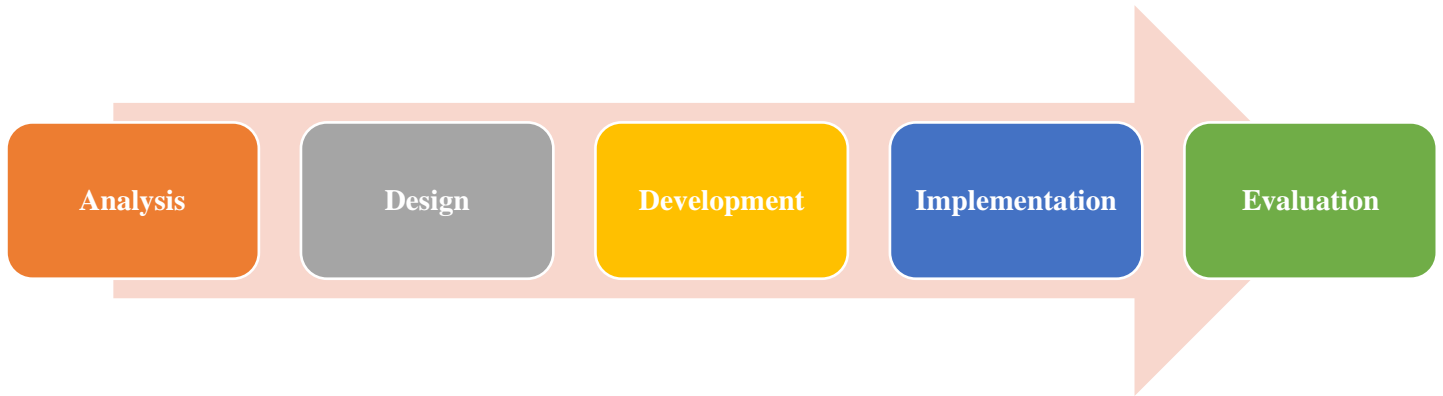 Analysis
Design
Development
Implementation
Evaluation